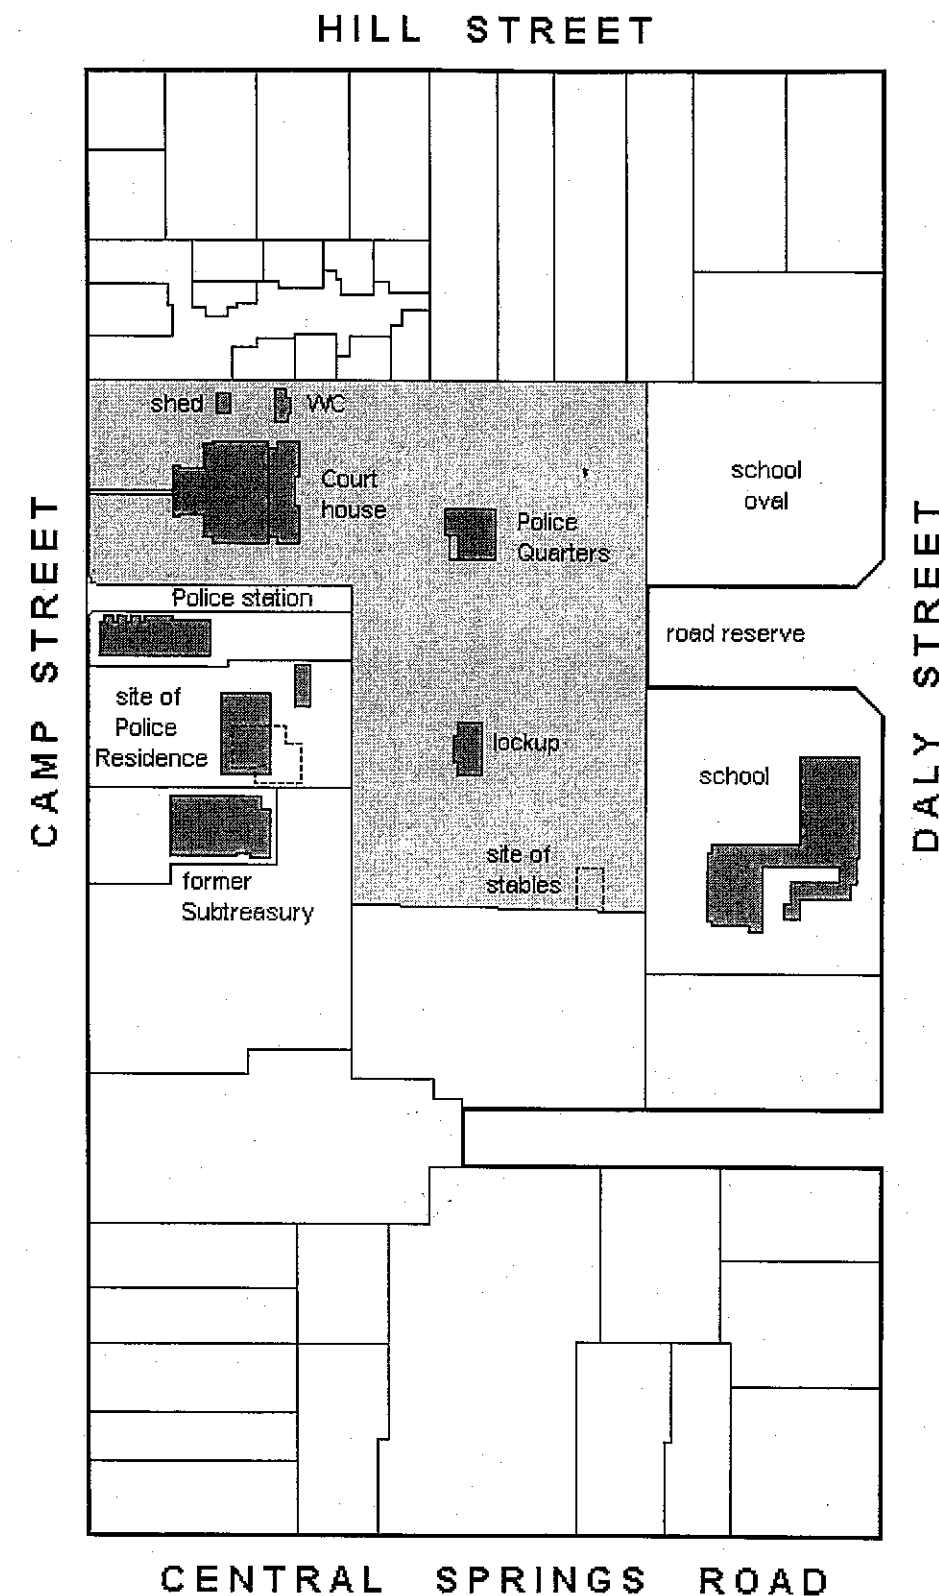 HILL STREET
shed
WC
Court
house
school
oval
Police
Quarters
CAMP STREET
DALY STREET
Police station
road reserve
site of
Police
Residence
lockup
school
site of
stables
former
Subtreasury
CENTRAL SPRINGS ROAD